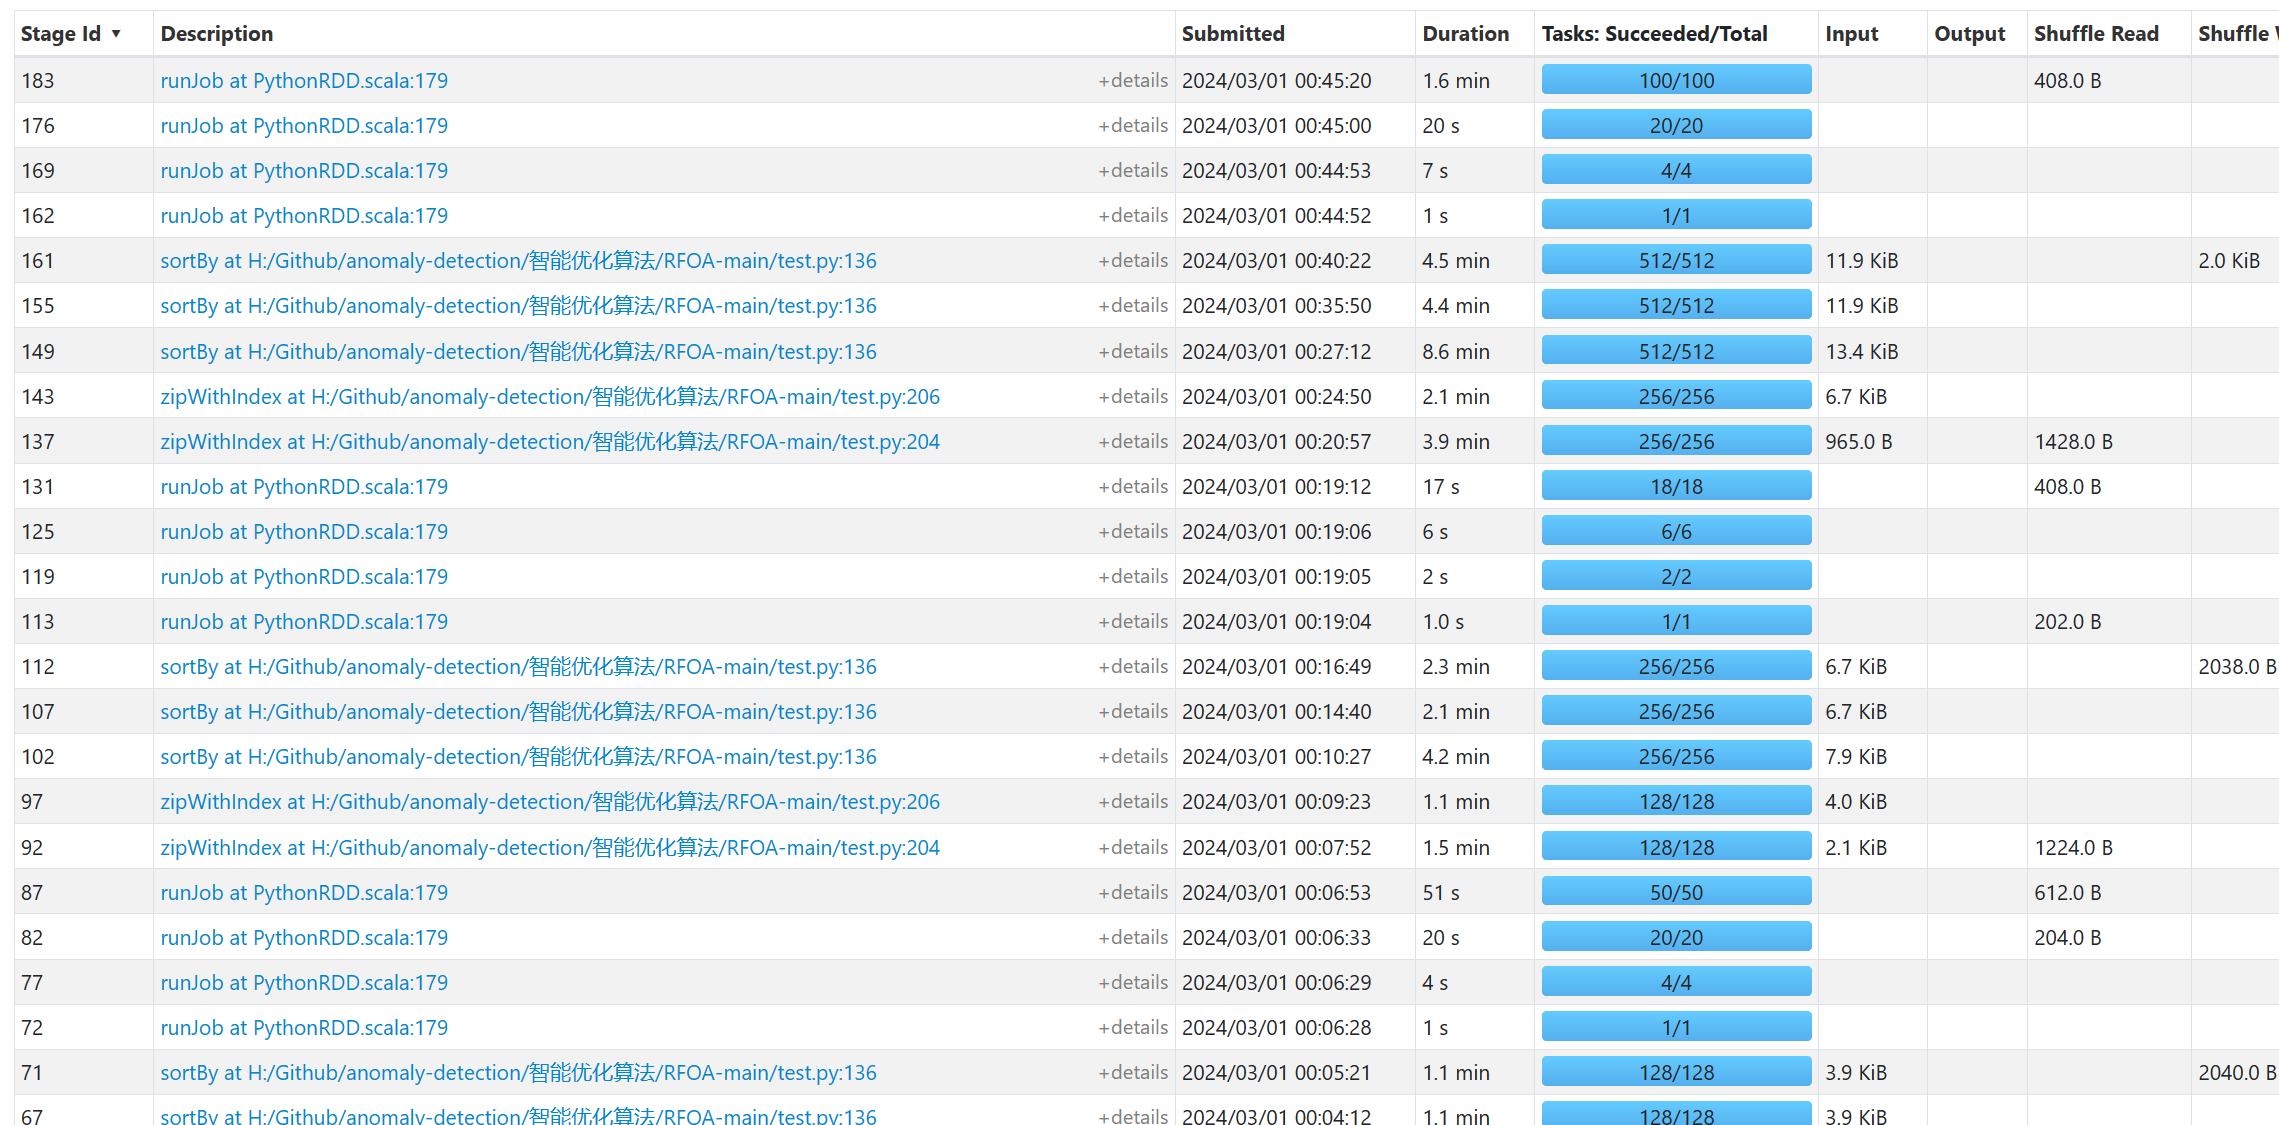 Stage Id ▾ Description Submitted Duration Tasks: Succeeded/Total Input Output Shuffle Read Shuffle
183 runJob at PythonRDD.scala:179 +details 2024/03/01 00:45:20 1.6 min 100/100 408.0 B
176 runJob at PythonRDD.scala:179 +details 2024/03/01 00:45:00 20 s 20/20
169 runJob at PythonRDD.scala:179 +details 2024/03/01 00:44:53 7 s 4/4
162 runJob at PythonRDD.scala:179 +details 2024/03/01 00:44:52 1 s 1/1
161 sortBy at H:/Github/anomaly-detection/智能优化算法/RFOA-main/test.py:136 +details 2024/03/01 00:40:22 4.5 min 512/512 11.9 KiB 2.0 KiB
155 sortBy at H:/Github/anomaly-detection/智能优化算法/RFOA-main/test.py:136 +details 2024/03/01 00:35:50 4.4 min 512/512 11.9 KiB
149 sortBy at H:/Github/anomaly-detection/智能优化算法/RFOA-main/test.py:136 +details 2024/03/01 00:27:12 8.6 min 512/512 13.4 KiB
143 zipWithIndex at H:/Github/anomaly-detection/智能优化算法/RFOA-main/test.py:206 +details 2024/03/01 00:24:50 2.1 min 256/256 6.7 KiB
137 zipWithIndex at H:/Github/anomaly-detection/智能优化算法/RFOA-main/test.py:204 +details 2024/03/01 00:20:57 3.9 min 256/256 965.0 B 1428.0 B
131 runJob at PythonRDD.scala:179 +details 2024/03/01 00:19:12 17 s 18/18 408.0 B
125 runJob at PythonRDD.scala:179 +details 2024/03/01 00:19:06 6 s 6/6
119 runJob at PythonRDD.scala:179 +details 2024/03/01 00:19:05 2 s 2/2
113 runJob at PythonRDD.scala:179 +details 2024/03/01 00:19:04 1.0 s 1/1 202.0 B
112 sortBy at H:/Github/anomaly-detection/智能优化算法/RFOA-main/test.py:136 +details 2024/03/01 00:16:49 2.3 min 256/256 6.7 KiB 2038.0 B
107 sortBy at H:/Github/anomaly-detection/智能优化算法/RFOA-main/test.py:136 +details 2024/03/01 00:14:40 2.1 min 256/256 6.7 KiB
102 sortBy at H:/Github/anomaly-detection/智能优化算法/RFOA-main/test.py:136 +details 2024/03/01 00:10:27 4.2 min 256/256 7.9 KiB
97 zipWithIndex at H:/Github/anomaly-detection/智能优化算法/RFOA-main/test.py:206 +details 2024/03/01 00:09:23 1.1 min 128/128 4.0 KiB
92 zipWithIndex at H:/Github/anomaly-detection/智能优化算法/RFOA-main/test.py:204 +details 2024/03/01 00:07:52 1.5 min 128/128 2.1 KiB 1224.0 B
87 runJob at PythonRDD.scala:179 +details 2024/03/01 00:06:53 51 s 50/50 612.0 B
82 runJob at PythonRDD.scala:179 +details 2024/03/01 00:06:33 20 s 20/20 204.0 B
77 runJob at PythonRDD.scala:179 +details 2024/03/01 00:06:29 4 s 4/4
72 runJob at PythonRDD.scala:179 +details 2024/03/01 00:06:28 1 s 1/1
71 sortBy at H:/Github/anomaly-detection/智能优化算法/RFOA-main/test.py:136 +details 2024/03/01 00:05:21 1.1 min 128/128 3.9 KiB 2040.0 B
67 sortBy at H:/Github/anomaly-detection/智能优化算法/RFOA-main/test.py:136 +details 2024/03/01 00:04:12 1.1 min 128/128 3.9 KiB